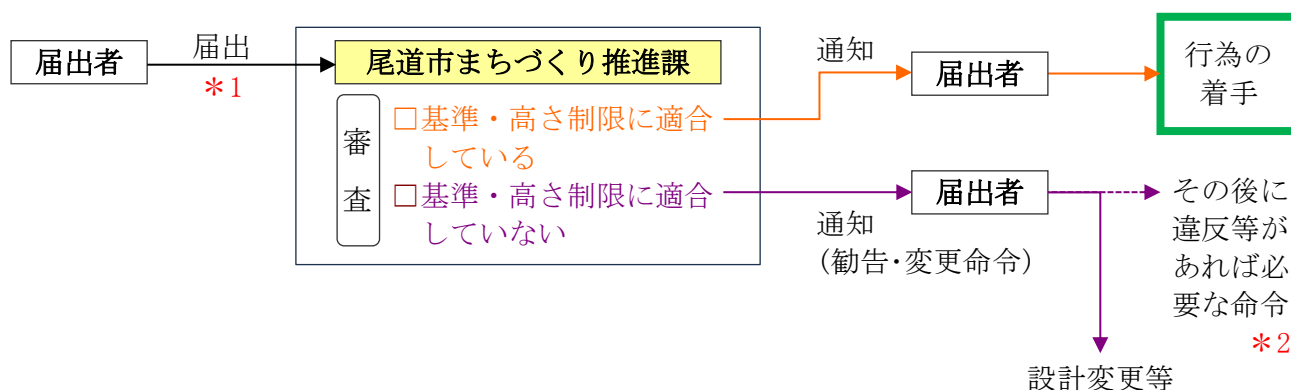 届出者
届出
*1
尾道市まちづくり推進課
審査
□基準・高さ制限に適合
している
□基準・高さ制限に適合
していない
通知
届出者
行為の
着手
通知
(勧告・変更命令)
届出者
その後に
違反等が
あれば必
要な命令
*2
設計変更等